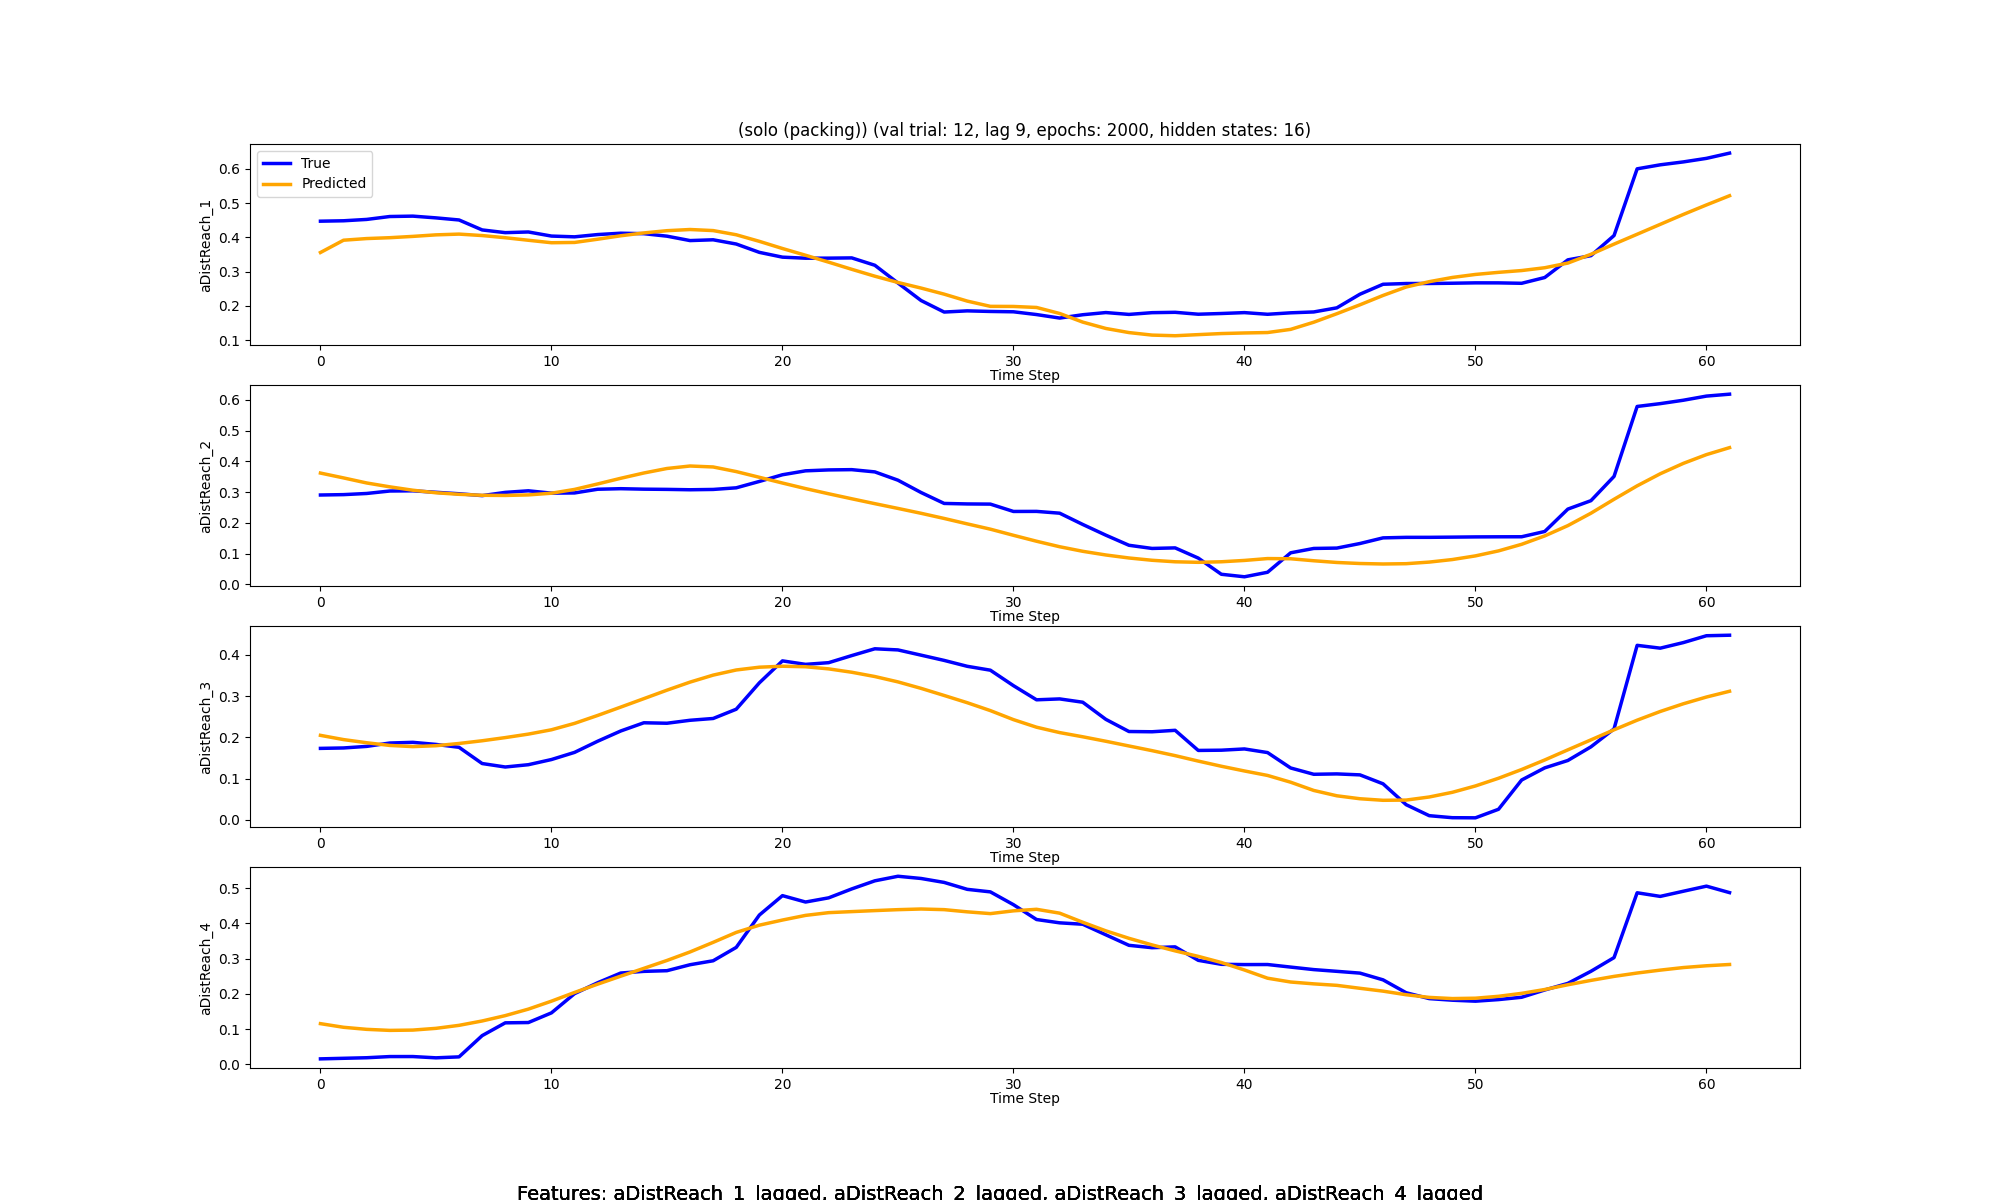 (solo (packing)) (val trial: 12, lag 9, epochs: 2000, hidden states: 16)
True
Predicted
aDistReach_1
0.6
0.5
0.4
0.3
0.2
0.1
0 10 20 30 40 50 60
Time Step
aDistReach_2
0.6
0.5
0.4
0.3
0.2
0.1
0.0
0 10 20 30 40 50 60
Time Step
aDistReach_3
0.4
0.3
0.2
0.1
0.0
0 10 20 30 40 50 60
Time Step
aDistReach_4
0.5
0.4
0.3
0.2
0.1
0.0
0 10 20 30 40 50 60
Time Step
Features: aDistReach_1_lagged, aDistReach_2_lagged, aDistReach_3_lagged, aDistReach_4_lagged